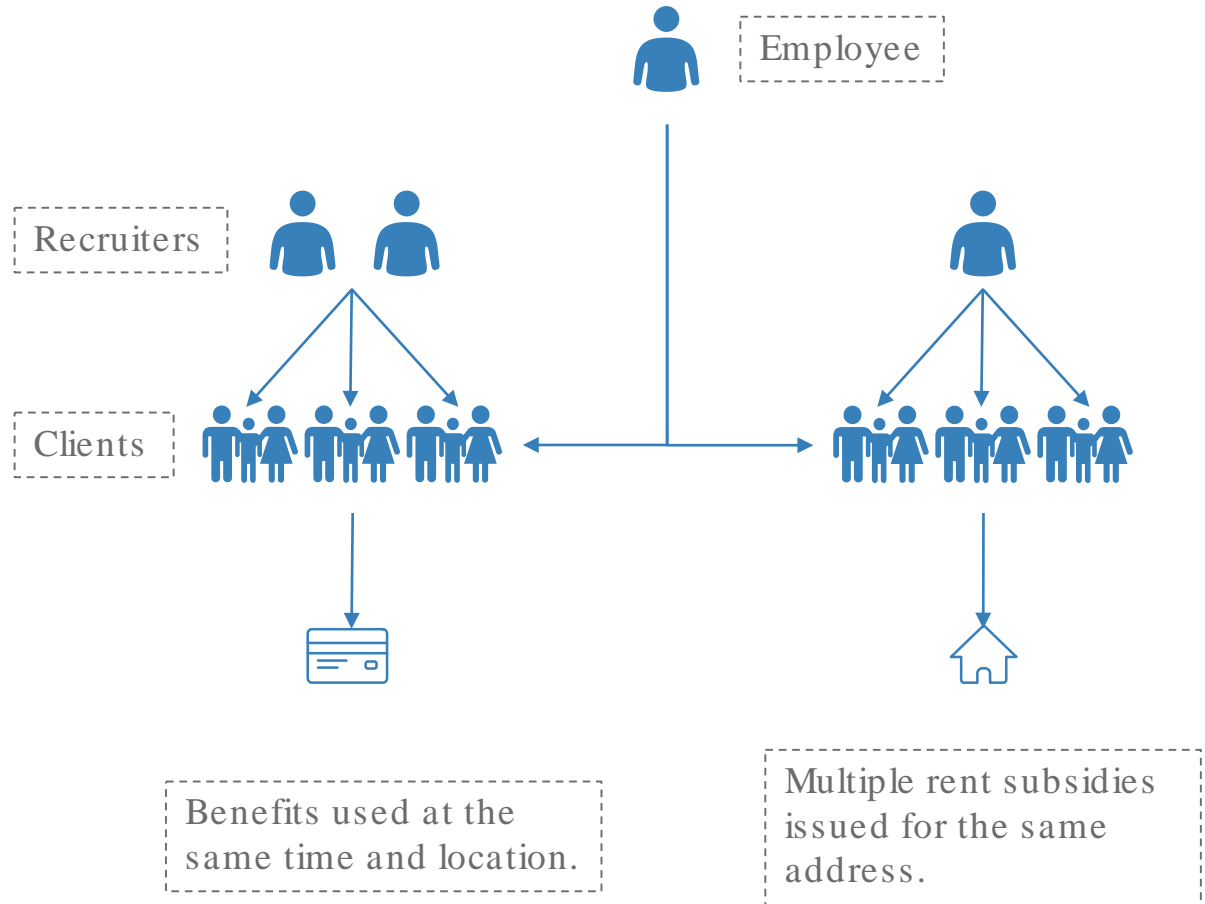 Employee
Recruiters
Clients
Benefits used at the
same time and location.
Multiple rent subsidies
issued for the same
address.